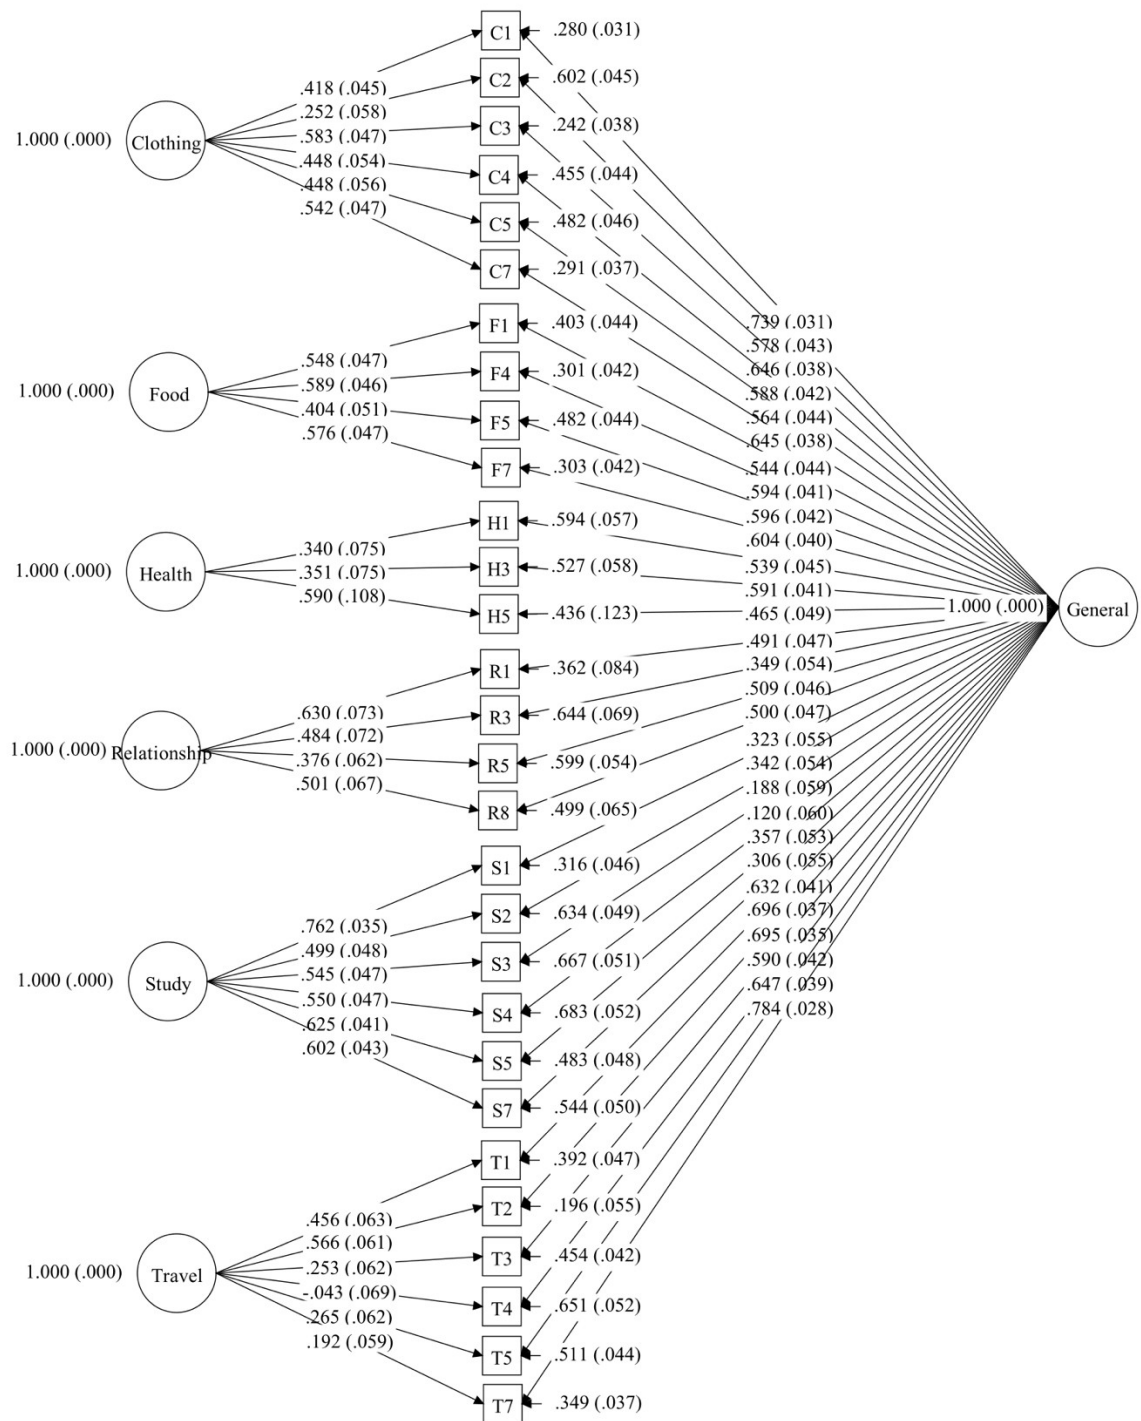 C1 .280 (.031)
C2 .602 (.045)
C3 .242 (.038)
C4 .455 (.044)
C5 .482 (.046)
C7 .291 (.037)
1.000 (.000) Clothing
.418 (.045)
.252 (.058)
.583 (.047)
.448 (.054)
.448 (.056)
.542 (.047)
F1 .403 (.044)
F4 .301 (.042)
F5 .482 (.044)
F7 .303 (.042)
1.000 (.000) Food
.548 (.047)
.589 (.046)
.404 (.051)
.576 (.047)
H1 .594 (.057)
H3 .527 (.058)
H5 .436 (.123)
1.000 (.000) Health
.340 (.075)
.351 (.075)
.590 (.108)
R1 .362 (.084)
R3 .644 (.069)
R5 .599 (.054)
R8 .499 (.065)
1.000 (.000) Relationship
.630 (.073)
.484 (.072)
.376 (.062)
.501 (.067)
S1 .316 (.046)
S2 .634 (.049)
S3 .667 (.051)
S4 .683 (.052)
S5 .483 (.048)
S7 .544 (.050)
1.000 (.000) Study
.762 (.035)
.499 (.048)
.545 (.047)
.550 (.047)
.625 (.041)
.602 (.043)
T1 .392 (.047)
T2 .196 (.055)
T3 .454 (.042)
T4 .651 (.052)
T5 .511 (.044)
T7 .349 (.037)
1.000 (.000) Travel
.456 (.063)
.566 (.061)
.253 (.062)
-.043 (.069)
.265 (.062)
.192 (.059)
.739 (.031)
.578 (.043)
.646 (.038)
.588 (.042)
.564 (.044)
.645 (.038)
.544 (.044)
.594 (.041)
.596 (.042)
.604 (.040)
.539 (.045)
.591 (.041)
.465 (.049)
.491 (.047)
.349 (.054)
.509 (.046)
.500 (.047)
.323 (.055)
.342 (.054)
.188 (.059)
.120 (.060)
.357 (.053)
.306 (.055)
.632 (.041)
.696 (.037)
.695 (.035)
.590 (.042)
.647 (.039)
.784 (.028)
1.000 (.000) General